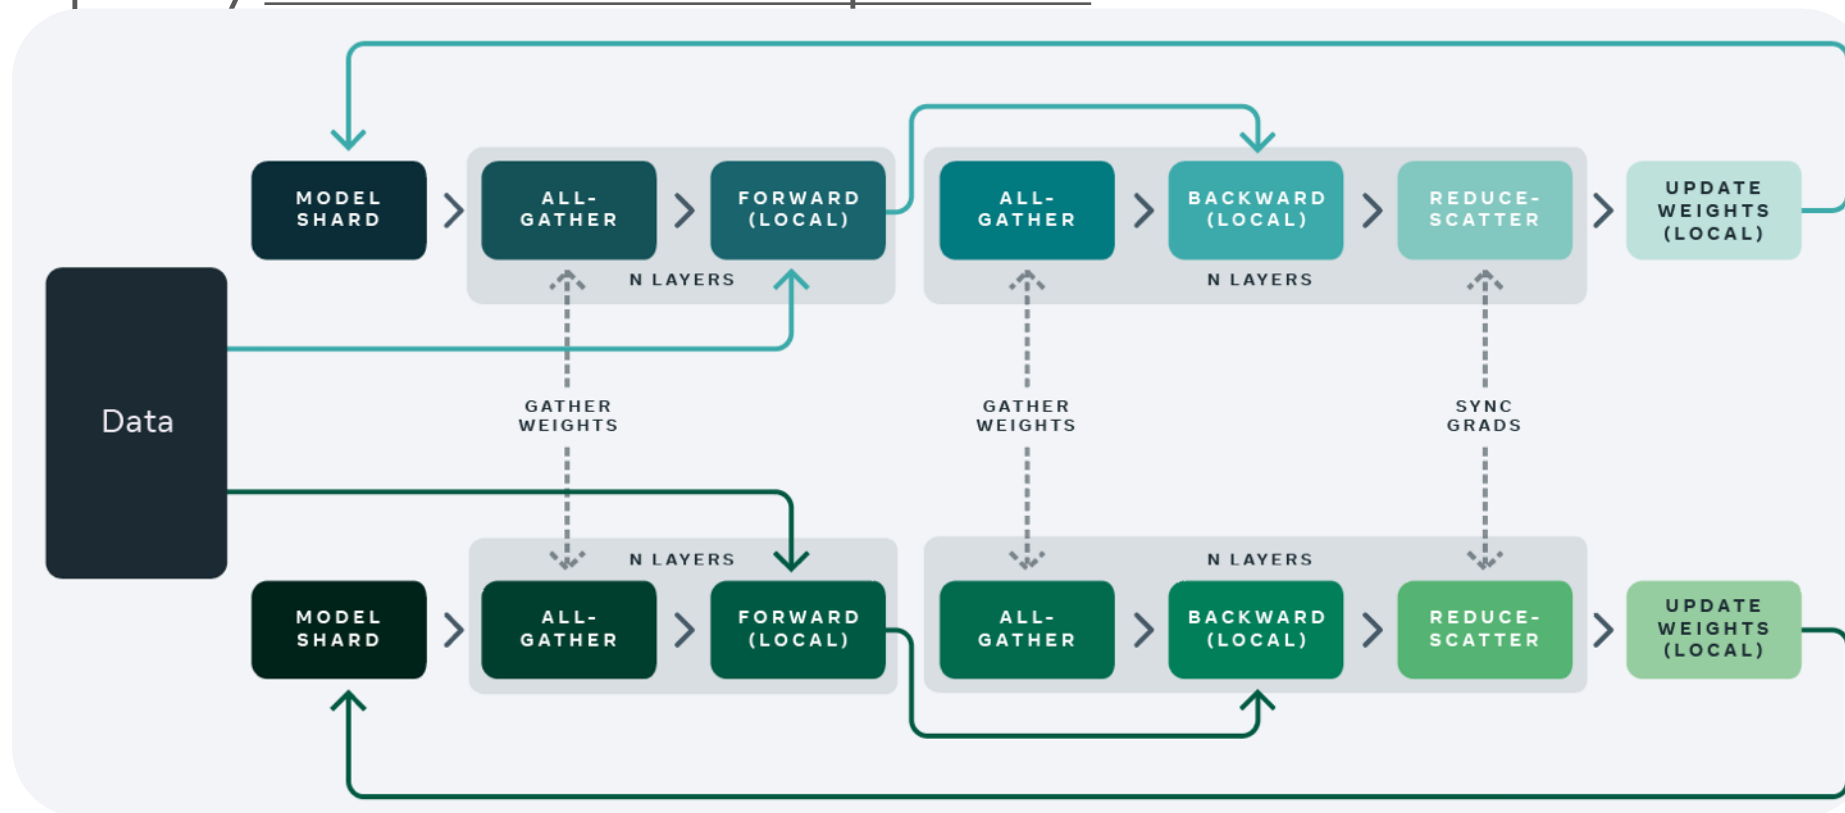 MODEL
SHARD
ALL-
GATHER
FORWARD
(LOCAL)
N LAYERS
ALL-
GATHER
BACKWARD
(LOCAL)
REDUCE-
SCATTER
N LAYERS
UPDATE
WEIGHTS
(LOCAL)
Data
GATHER
WEIGHTS
GATHER
WEIGHTS
SYNC
GRADS
N LAYERS
MODEL
SHARD
ALL-
GATHER
FORWARD
(LOCAL)
N LAYERS
ALL-
GATHER
BACKWARD
(LOCAL)
REDUCE-
SCATTER
UPDATE
WEIGHTS
(LOCAL)